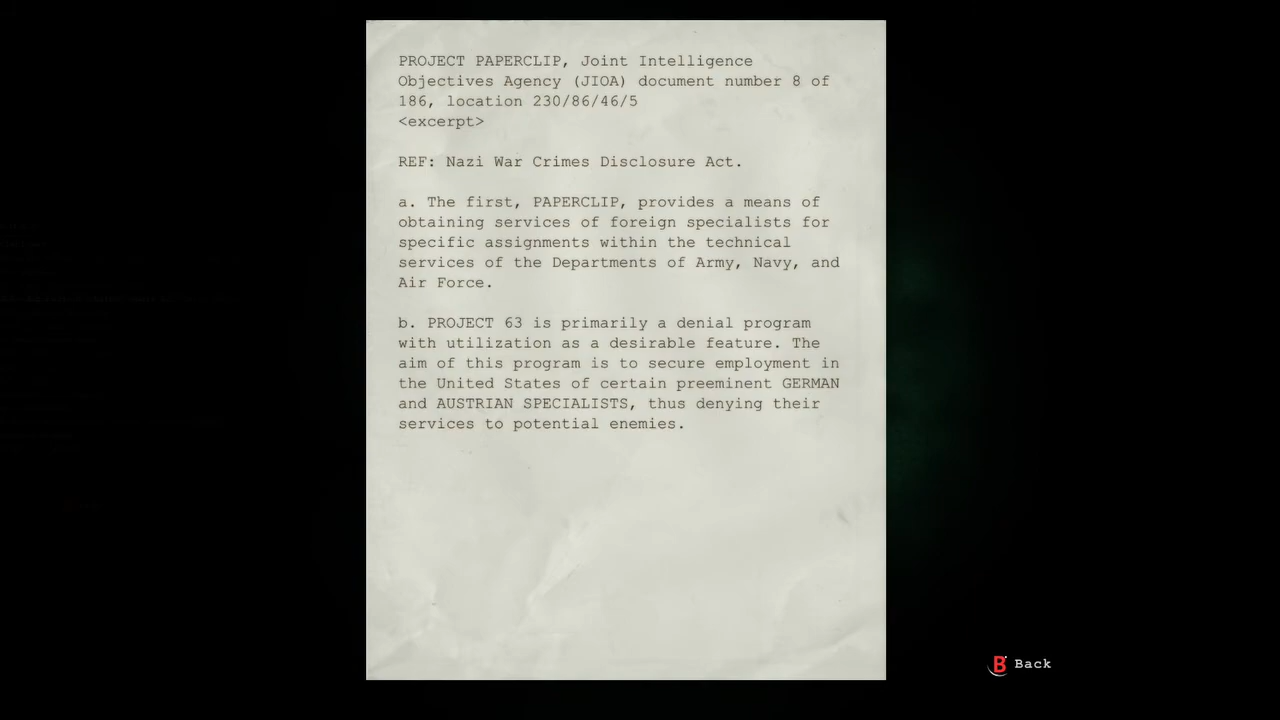 PROJECT PAPERCLIP, Joint Intelligence
Objectives Agency (JIOA) document number 8 of
186, location 230/86/46/5
<excerpt>
REF: Nazi War Crimes Disclosure Act.
a. The first, PAPERCLIP, provides a means of
obtaining services of foreign specialists for
specific assignments within the technical
services of the Departments of Army, Navy, and
Air Force.
b. PROJECT 63 is primarily a denial program
with utilization as a desirable feature. The
aim of this program is to secure employment in
the United States of certain preeminent GERMAN
and AUSTRIAN SPECIALISTS, thus denying their
services to potential enemies.
B Back